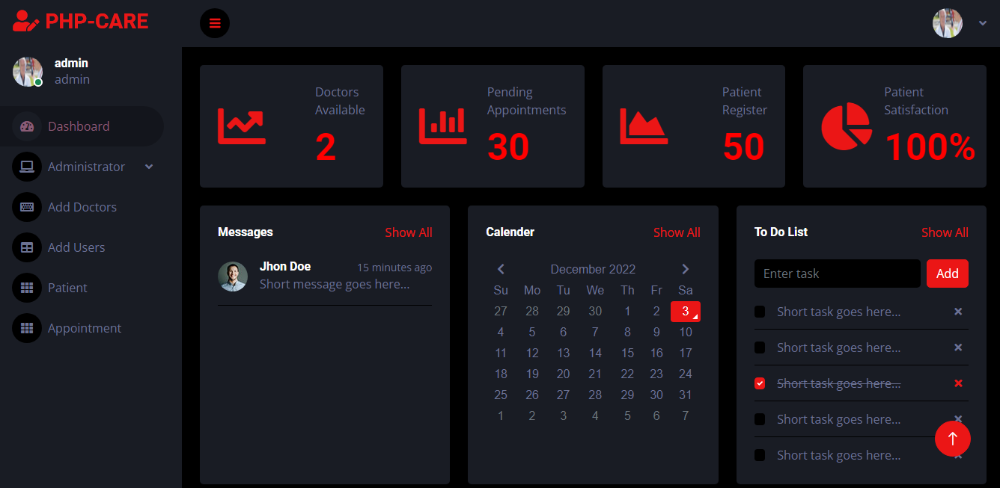 PHP-CARE
admin
admin
Dashboard
Administrator
Add Doctors
Add Users
Patient
Appointment
Doctors
Available
2
Pending
Appointments
30
Patient
Register
50
Patient
Satisfaction
100%
Messages
Show All
Jhon Doe
15 minutes ago
Short message goes here...
Calender
Show All
December 2022
Su Mo Tu We Th Fr Sa
27 28 29 30 1 2 3
4 5 6 7 8 9 10
11 12 13 14 15 16 17
18 19 20 21 22 23 24
25 26 27 28 29 30 31
1 2 3 4 5 6 7
To Do List
Show All
Enter task
Add
Short task goes here...
Short task goes here...
Short task goes here...
Short task goes here...
Short task goes here...